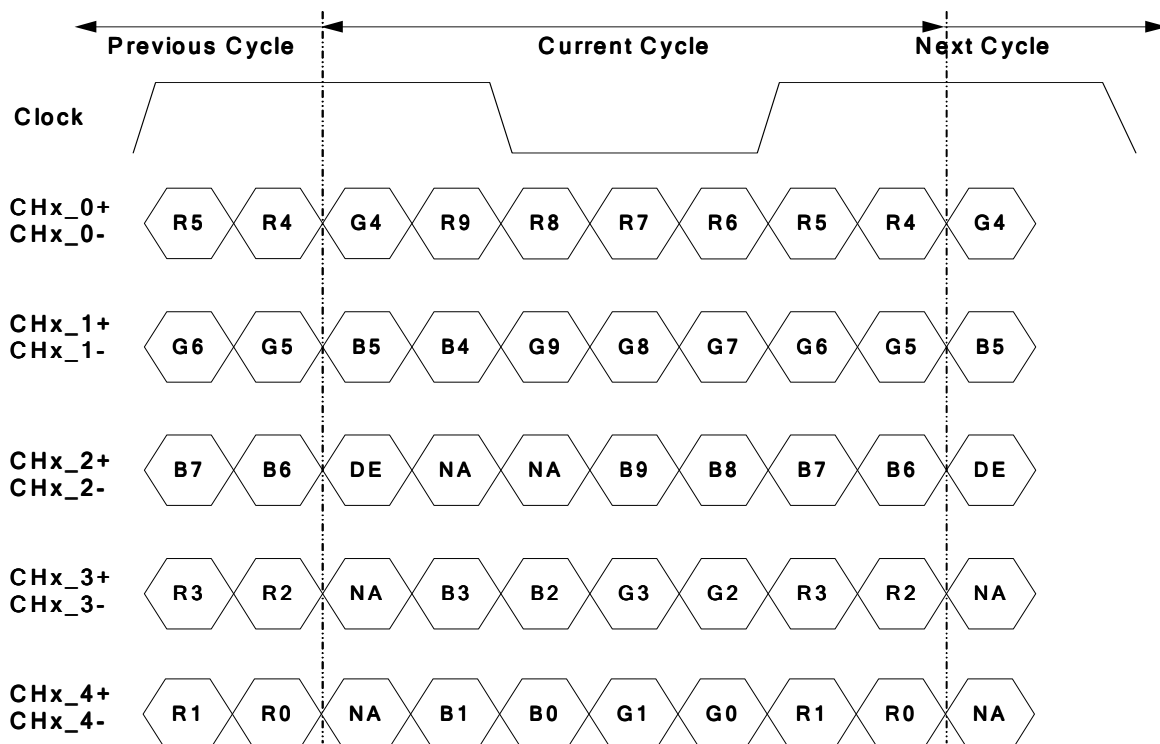 Previous Cycle Current Cycle Next Cycle
Clock
CHx_0+
CHx_0-
R5 R4 G4 R9 R8 R7 R6 R5 R4 G4
CHx_1+
CHx_1-
G6 G5 B5 B4 G9 G8 G7 G6 G5 B5
CHx_2+
CHx_2-
B7 B6 DE NA NA B9 B8 B7 B6 DE
CHx_3+
CHx_3-
R3 R2 NA B3 B2 G3 G2 R3 R2 NA
CHx_4+
CHx_4-
R1 R0 NA B1 B0 G1 G0 R1 R0 NA